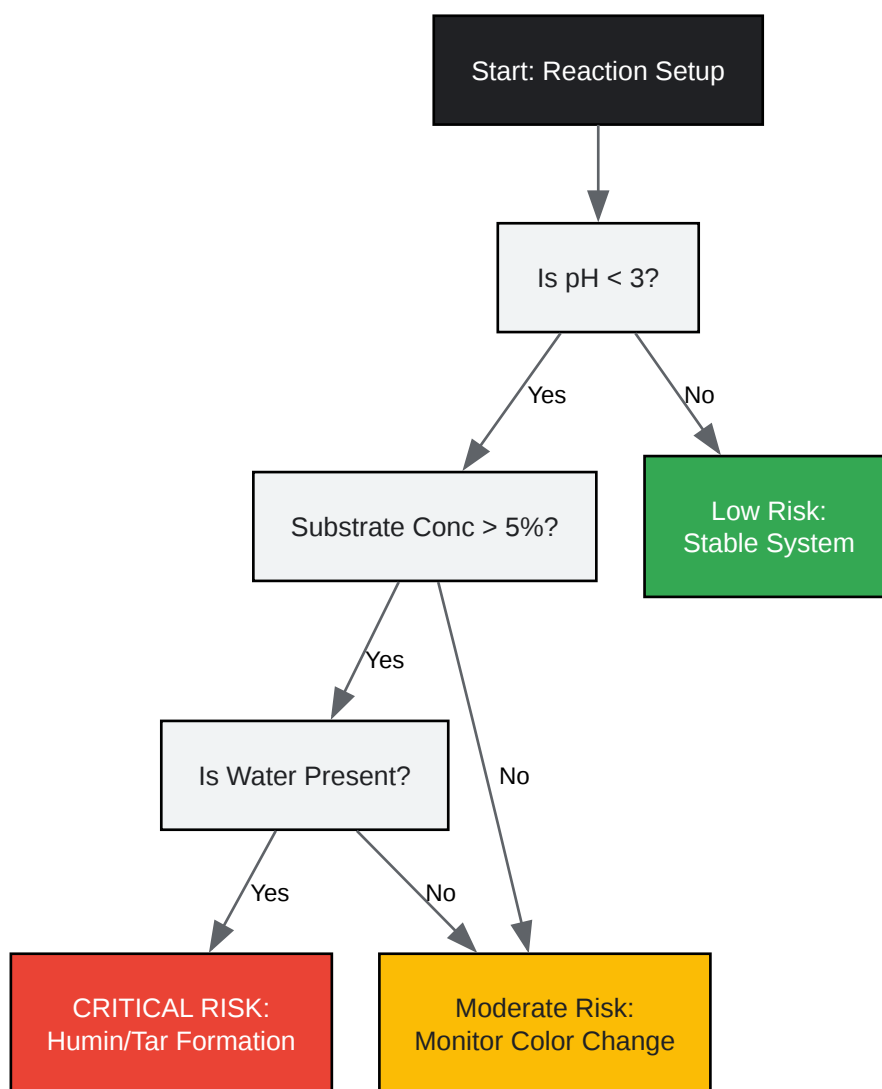 Start: Reaction Setup
Is pH < 3?
Yes
No
Substrate Conc > 5%?
Low Risk:
Stable System
Yes
Is Water Present?
No
Yes
No
CRITICAL RISK:
Humin/Tar Formation
Moderate Risk:
Monitor Color Change